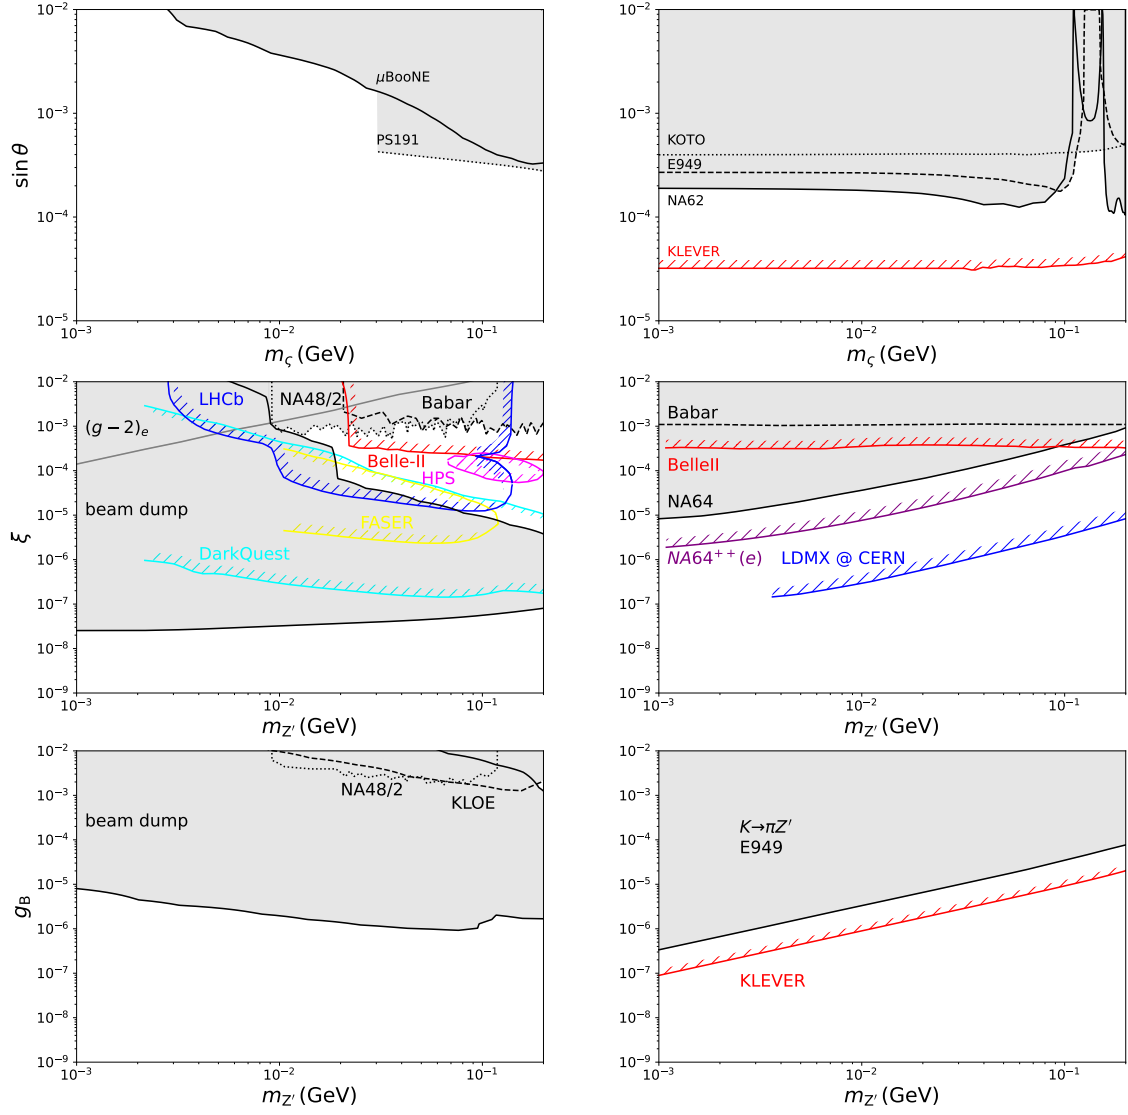 10⁻²
10⁻³
10⁻⁴
10⁻⁵
sin θ
μBooNE
PS191
10⁻³ 10⁻² 10⁻¹
m_ς (GeV)
10⁻²
10⁻³
10⁻⁴
10⁻⁵
KOTO
E949
NA62
KLEVER
10⁻³ 10⁻² 10⁻¹
m_ς (GeV)
10⁻²
10⁻³
10⁻⁴
10⁻⁵
10⁻⁶
10⁻⁷
10⁻⁸
10⁻⁹
ξ
LHCb
NA48/2
Babar
(g − 2)ₑ
Belle-II
HPS
beam dump
FASER
DarkQuest
10⁻³ 10⁻² 10⁻¹
m_Z′ (GeV)
10⁻²
10⁻³
10⁻⁴
10⁻⁵
10⁻⁶
10⁻⁷
10⁻⁸
10⁻⁹
Babar
BelleII
NA64
NA64⁺⁺(e)
LDMX @ CERN
10⁻³ 10⁻² 10⁻¹
m_Z′ (GeV)
10⁻²
10⁻³
10⁻⁴
10⁻⁵
10⁻⁶
10⁻⁷
10⁻⁸
10⁻⁹
g_B
NA48/2
KLOE
beam dump
10⁻³ 10⁻² 10⁻¹
m_Z′ (GeV)
10⁻²
10⁻³
10⁻⁴
10⁻⁵
10⁻⁶
10⁻⁷
10⁻⁸
10⁻⁹
K→πZ′
E949
KLEVER
10⁻³ 10⁻² 10⁻¹
m_Z′ (GeV)